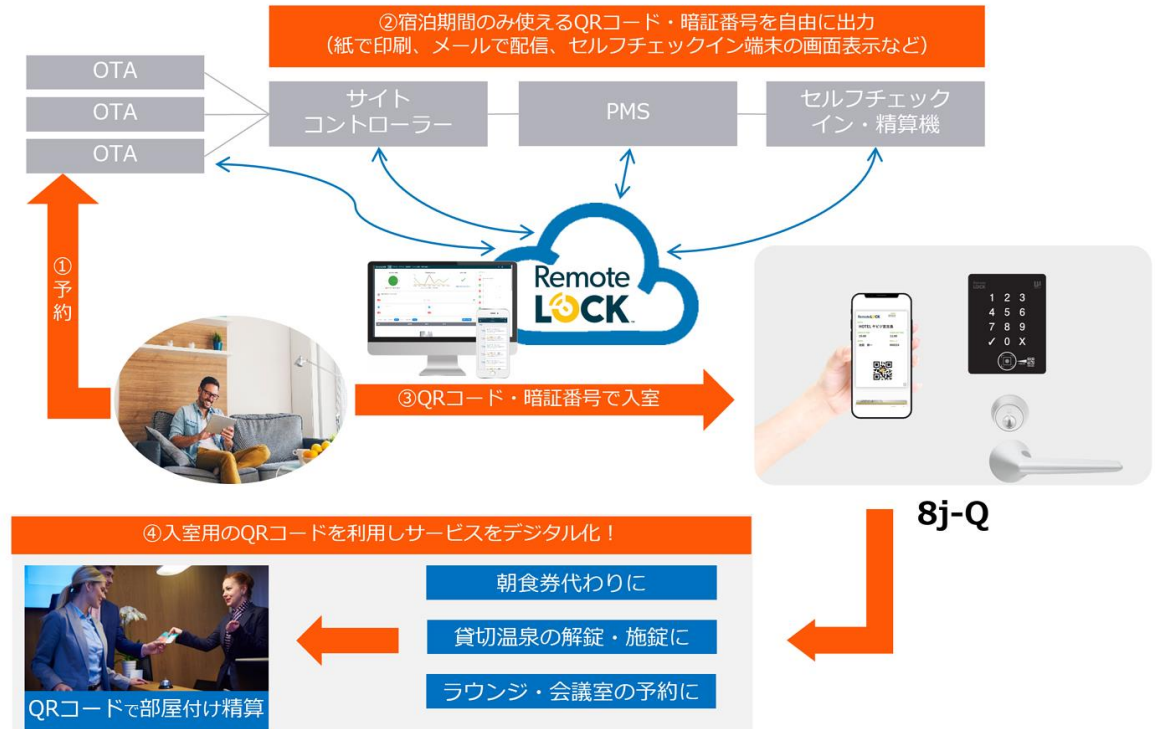 ②宿泊期間のみ使えるQRコード・暗証番号を自由に出力
（紙で印刷、メールで配信、セルフチェックイン端末の画面表示など）
OTA
OTA
OTA
サイト
コントローラー
PMS
セルフチェック
イン・精算機
①予約
Remote
LOCK
③QRコード・暗証番号で入室
RemoteLOCK
1 2 3
4 5 6
7 8 9
✓ 0 X
8j-Q
④入室用のQRコードを利用しサービスをデジタル化！
朝食券代わりに
貸切温泉の解錠・施錠に
ラウンジ・会議室の予約に
QRコードで部屋付け精算